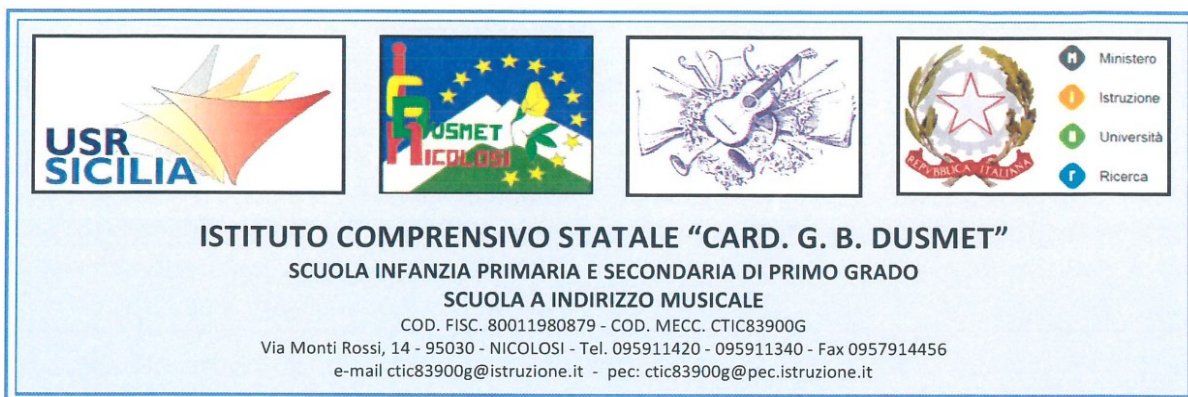 USR
SICILIA
ICS
DUSMET
NICOLOSI
REPVBBLICA ITALIANA
M Ministero
I Istruzione
U Università
r Ricerca
ISTITUTO COMPRENSIVO STATALE “CARD. G. B. DUSMET”
SCUOLA INFANZIA PRIMARIA E SECONDARIA DI PRIMO GRADO
SCUOLA A INDIRIZZO MUSICALE
COD. FISC. 80011980879 - COD. MECC. CTIC83900G
Via Monti Rossi, 14 - 95030 - NICOLOSI - Tel. 095911420 - 095911340 - Fax 0957914456
e-mail ctic83900g@istruzione.it - pec: ctic83900g@pec.istruzione.it